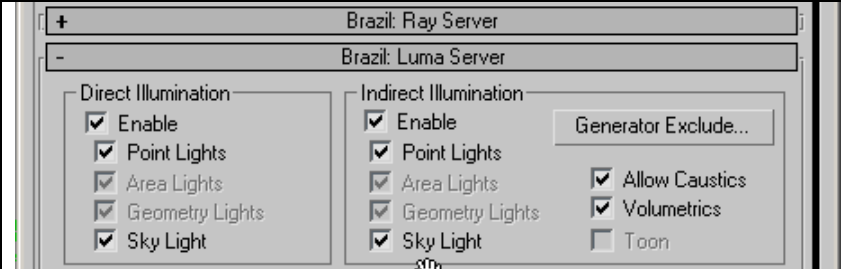 + Brazil: Ray Server
- Brazil: Luma Server
Direct Illumination
Enable
Point Lights
Area Lights
Geometry Lights
Sky Light
Indirect Illumination
Enable
Point Lights
Area Lights
Geometry Lights
Sky Light
Generator Exclude...
Allow Caustics
Volumetrics
Toon